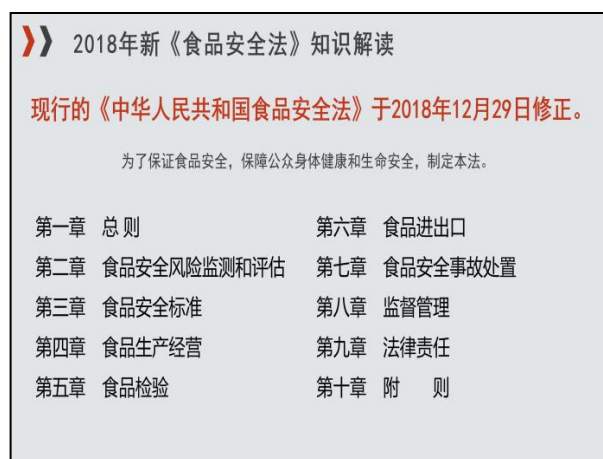 2018年新《食品安全法》知识解读
现行的《中华人民共和国食品安全法》于2018年12月29日修正。
为了保证食品安全，保障公众身体健康和生命安全，制定本法。
第一章 总 则
第二章 食品安全风险监测和评估
第三章 食品安全标准
第四章 食品生产经营
第五章 食品检验
第六章 食品进出口
第七章 食品安全事故处置
第八章 监督管理
第九章 法律责任
第十章 附 则